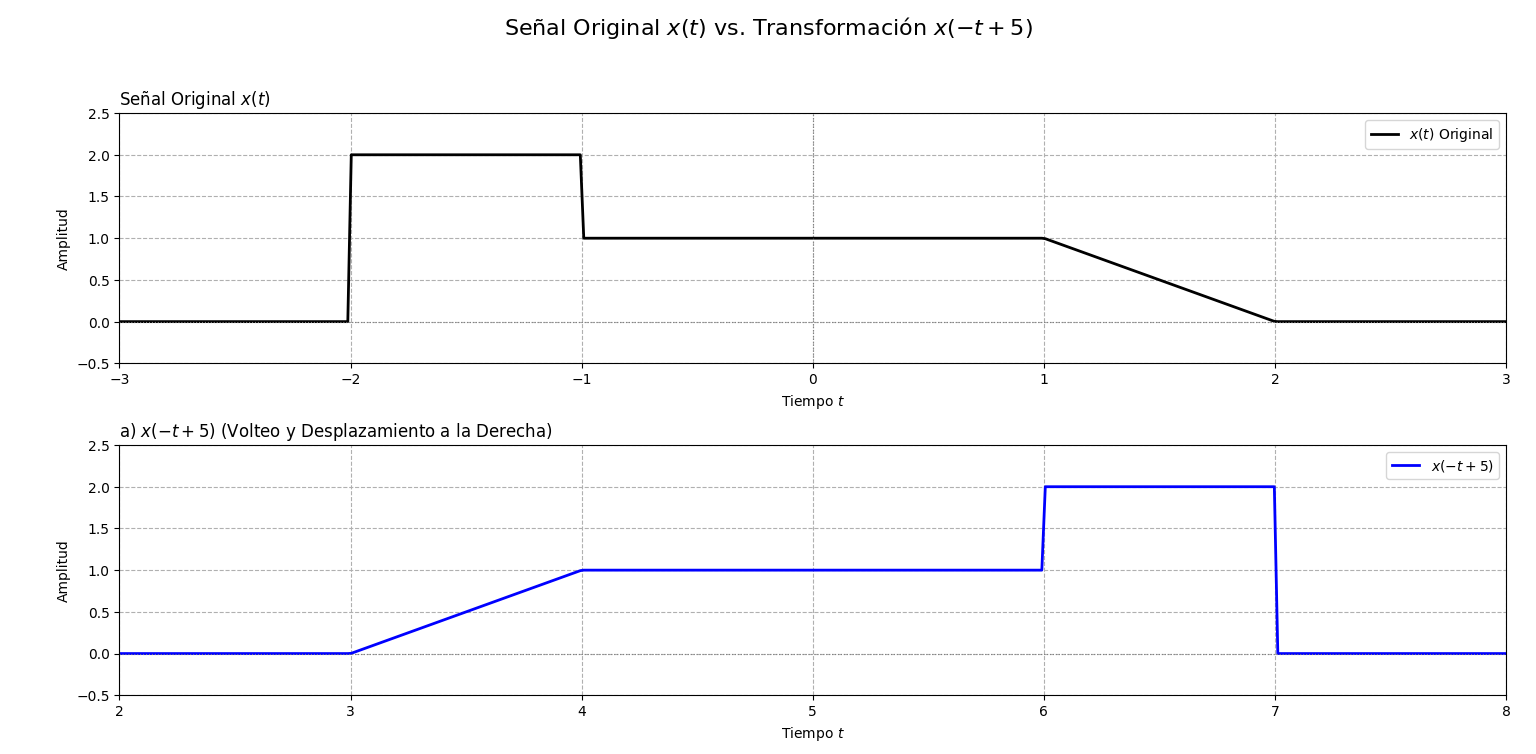 Señal Original x(t) vs. Transformación x(−t + 5)
Señal Original x(t)
2.5
2.0
1.5
1.0
0.5
0.0
−0.5
Amplitud
x(t) Original
−3 −2 −1 0 1 2 3
Tiempo t
a) x(−t + 5) (Volteo y Desplazamiento a la Derecha)
2.5
2.0
1.5
1.0
0.5
0.0
−0.5
Amplitud
x(−t + 5)
2 3 4 5 6 7 8
Tiempo t